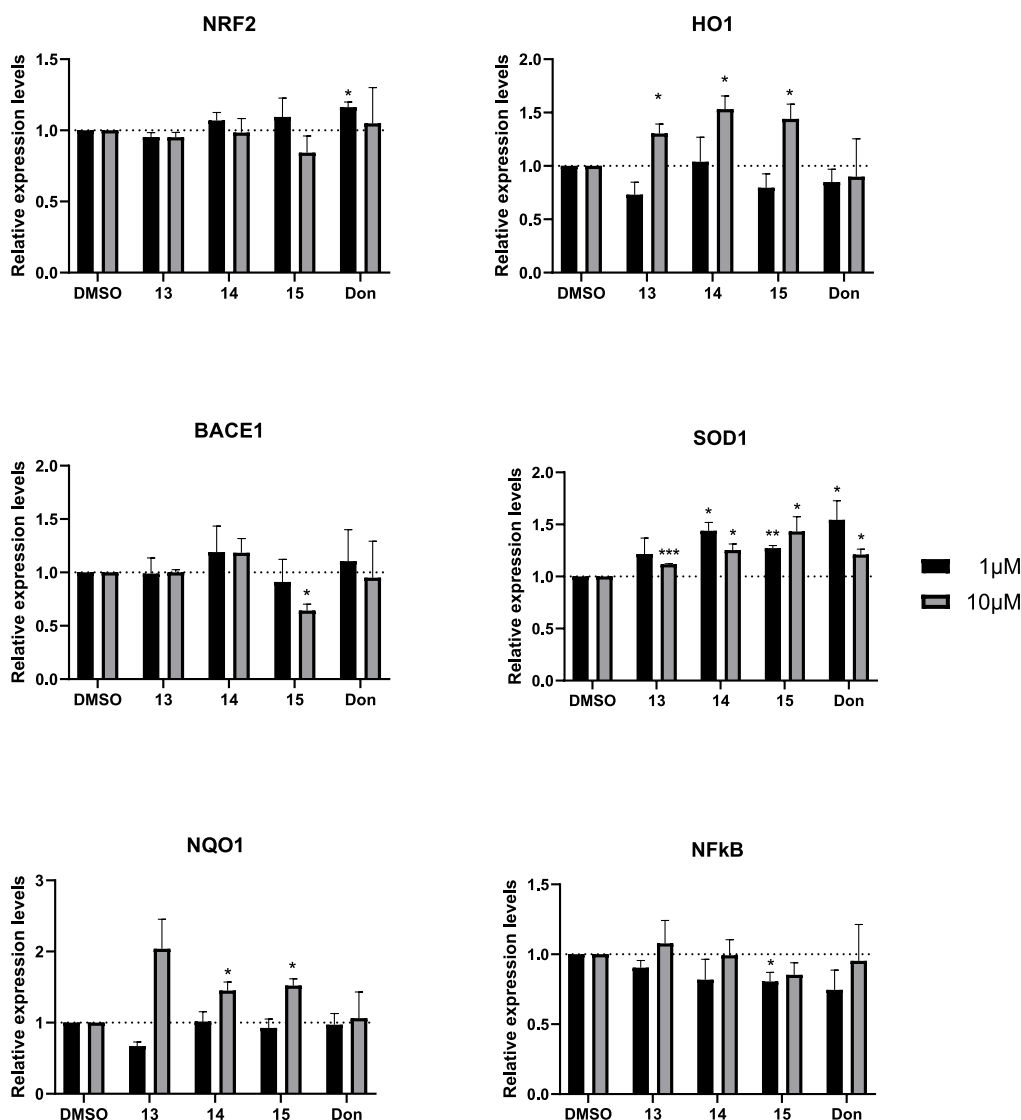 NRF2
Relative expression levels
1.5
*
1.0
0.5
0.0
DMSO 13 14 15 Don
HO1
Relative expression levels
2.0
* * *
1.5
1.0
0.5
0.0
DMSO 13 14 15 Don
BACE1
Relative expression levels
2.0
1.5
1.0
*
0.5
0.0
DMSO 13 14 15 Don
SOD1
Relative expression levels
2.0
*** * * ** * * *
1.5
1.0
0.5
0.0
DMSO 13 14 15 Don
1µM
10µM
NQO1
Relative expression levels
3
2
* *
1
0
DMSO 13 14 15 Don
NFkB
Relative expression levels
1.5
1.0
*
0.5
0.0
DMSO 13 14 15 Don